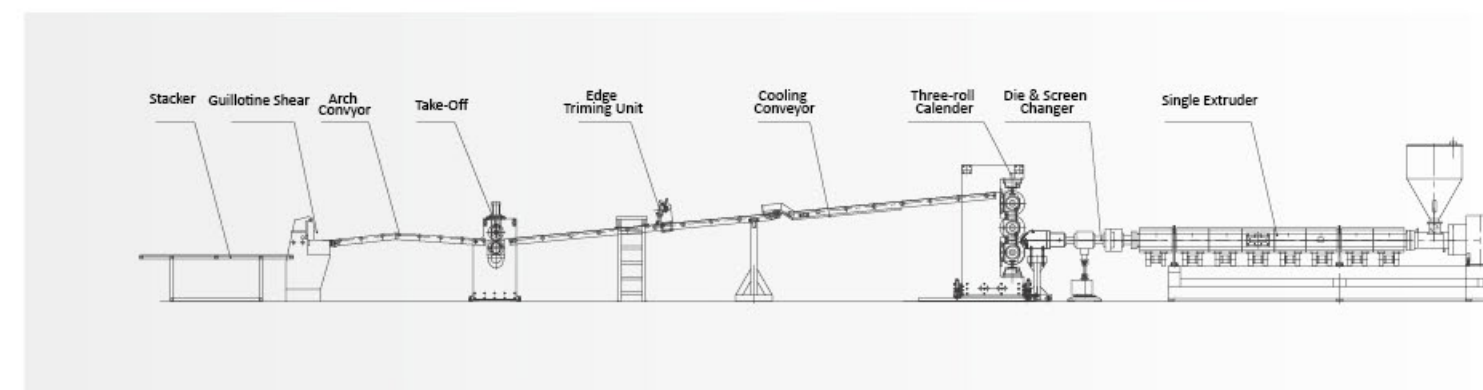 Stacker
Guillotine Shear
Arch
Convyor
Take-Off
Edge
Triming Unit
Cooling
Conveyor
Three-roll
Calender
Die & Screen
Changer
Single Extruder